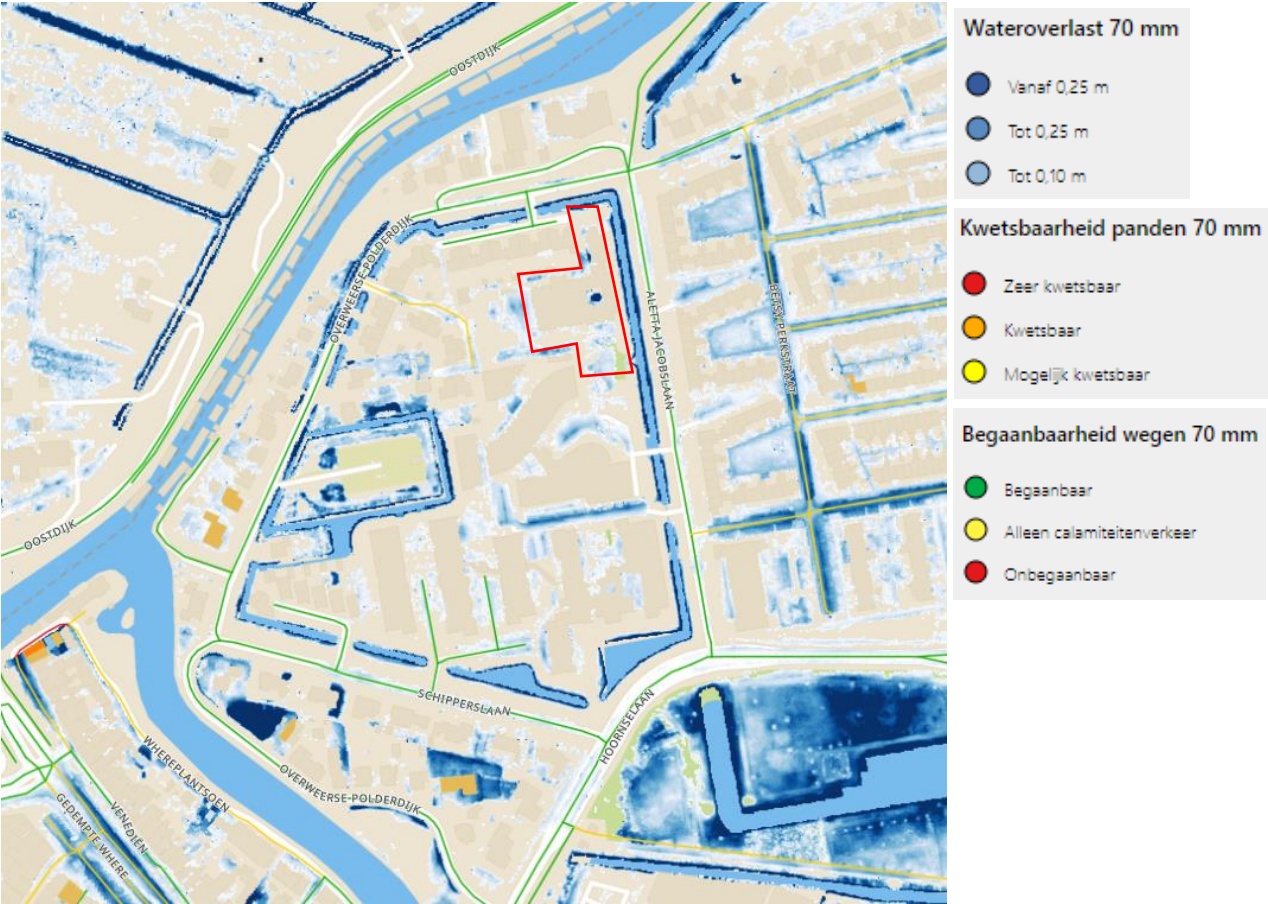 OOSTDIJK
OVERWEERSE-POLDERDIJK
ALETTA-JACOBSLAAN
BETSY-PERKSTRAAT
OOSTDIJK
SCHIPPERSLAAN
HOORNSELAAN
WHEREPLANTSOEN
OVERWEERSE-POLDERDIJK
VENEDIËN
GEDEMPTE WHERE
Wateroverlast 70 mm
Vanaf 0,25 m
Tot 0,25 m
Tot 0,10 m
Kwetsbaarheid panden 70 mm
Zeer kwetsbaar
Kwetsbaar
Mogelijk kwetsbaar
Begaanbaarheid wegen 70 mm
Begaanbaar
Alleen calamiteitenverkeer
Onbegaanbaar